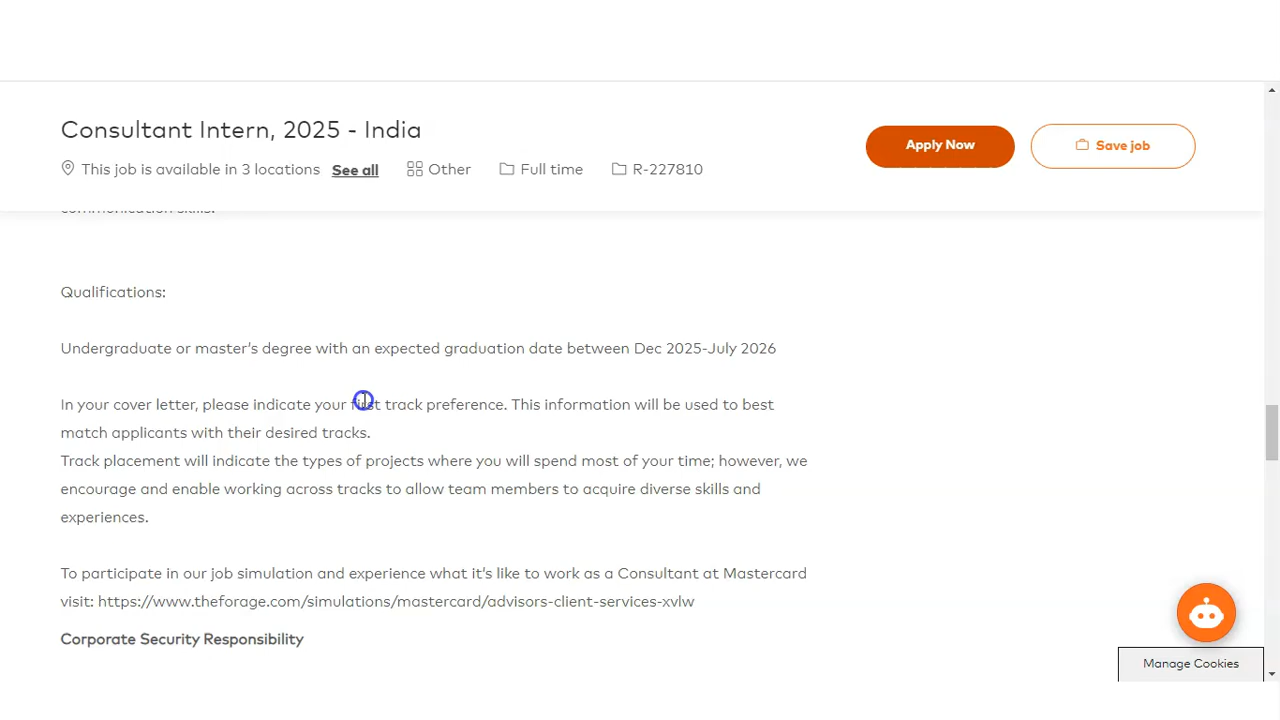 Consultant Intern, 2025 - India
Apply Now
Save job
This job is available in 3 locations See all Other Full time R-227810
communication skills.
Qualifications:
Undergraduate or master’s degree with an expected graduation date between Dec 2025-July 2026
In your cover letter, please indicate your first track preference. This information will be used to best
match applicants with their desired tracks.
Track placement will indicate the types of projects where you will spend most of your time; however, we
encourage and enable working across tracks to allow team members to acquire diverse skills and
experiences.
To participate in our job simulation and experience what it's like to work as a Consultant at Mastercard
visit: https://www.theforage.com/simulations/mastercard/advisors-client-services-xvlw
Corporate Security Responsibility
Manage Cookies